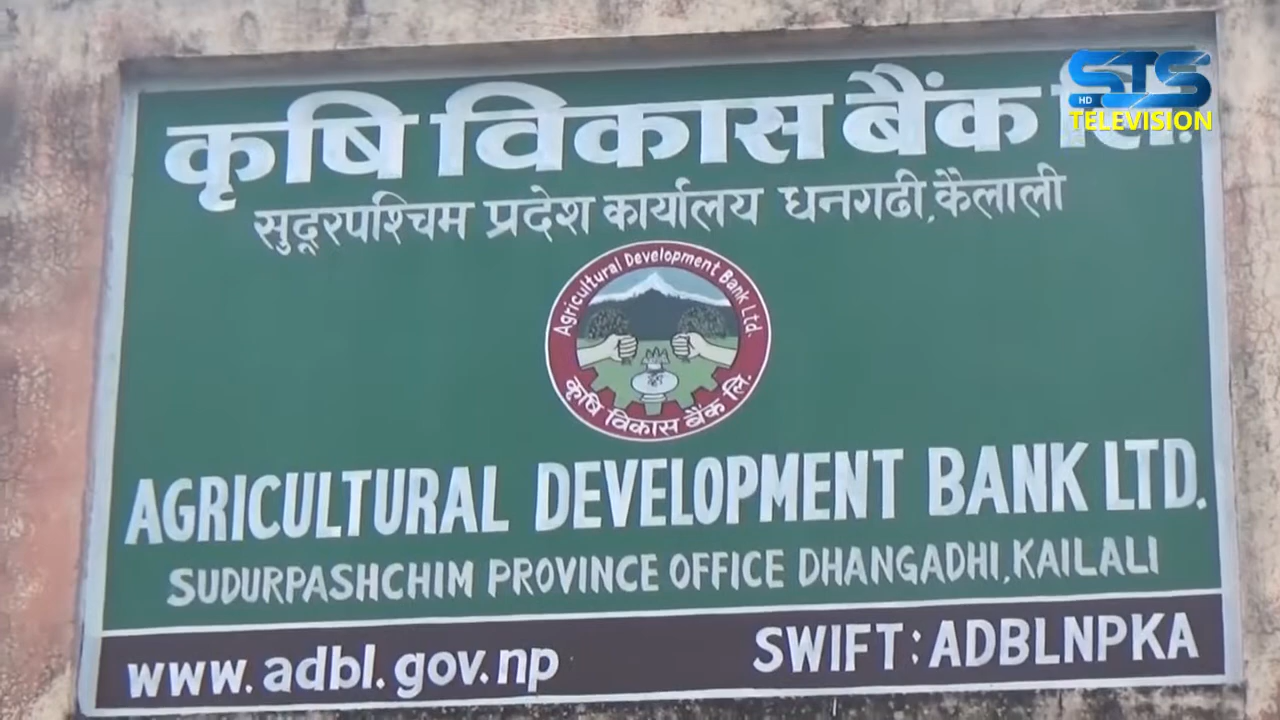 कृषि विकास बैंक लि.
STS
HD
TELEVISION
सुदूरपश्चिम प्रदेश कार्यालय धनगढी,कैलाली
Agricultural Development Bank Ltd.
कृषि विकास बैंक लि.
AGRICULTURAL DEVELOPMENT BANK LTD.
SUDURPASHCHIM PROVINCE OFFICE DHANGADHI,KAILALI
www.adbl.gov.np SWIFT:ADBLNPKA